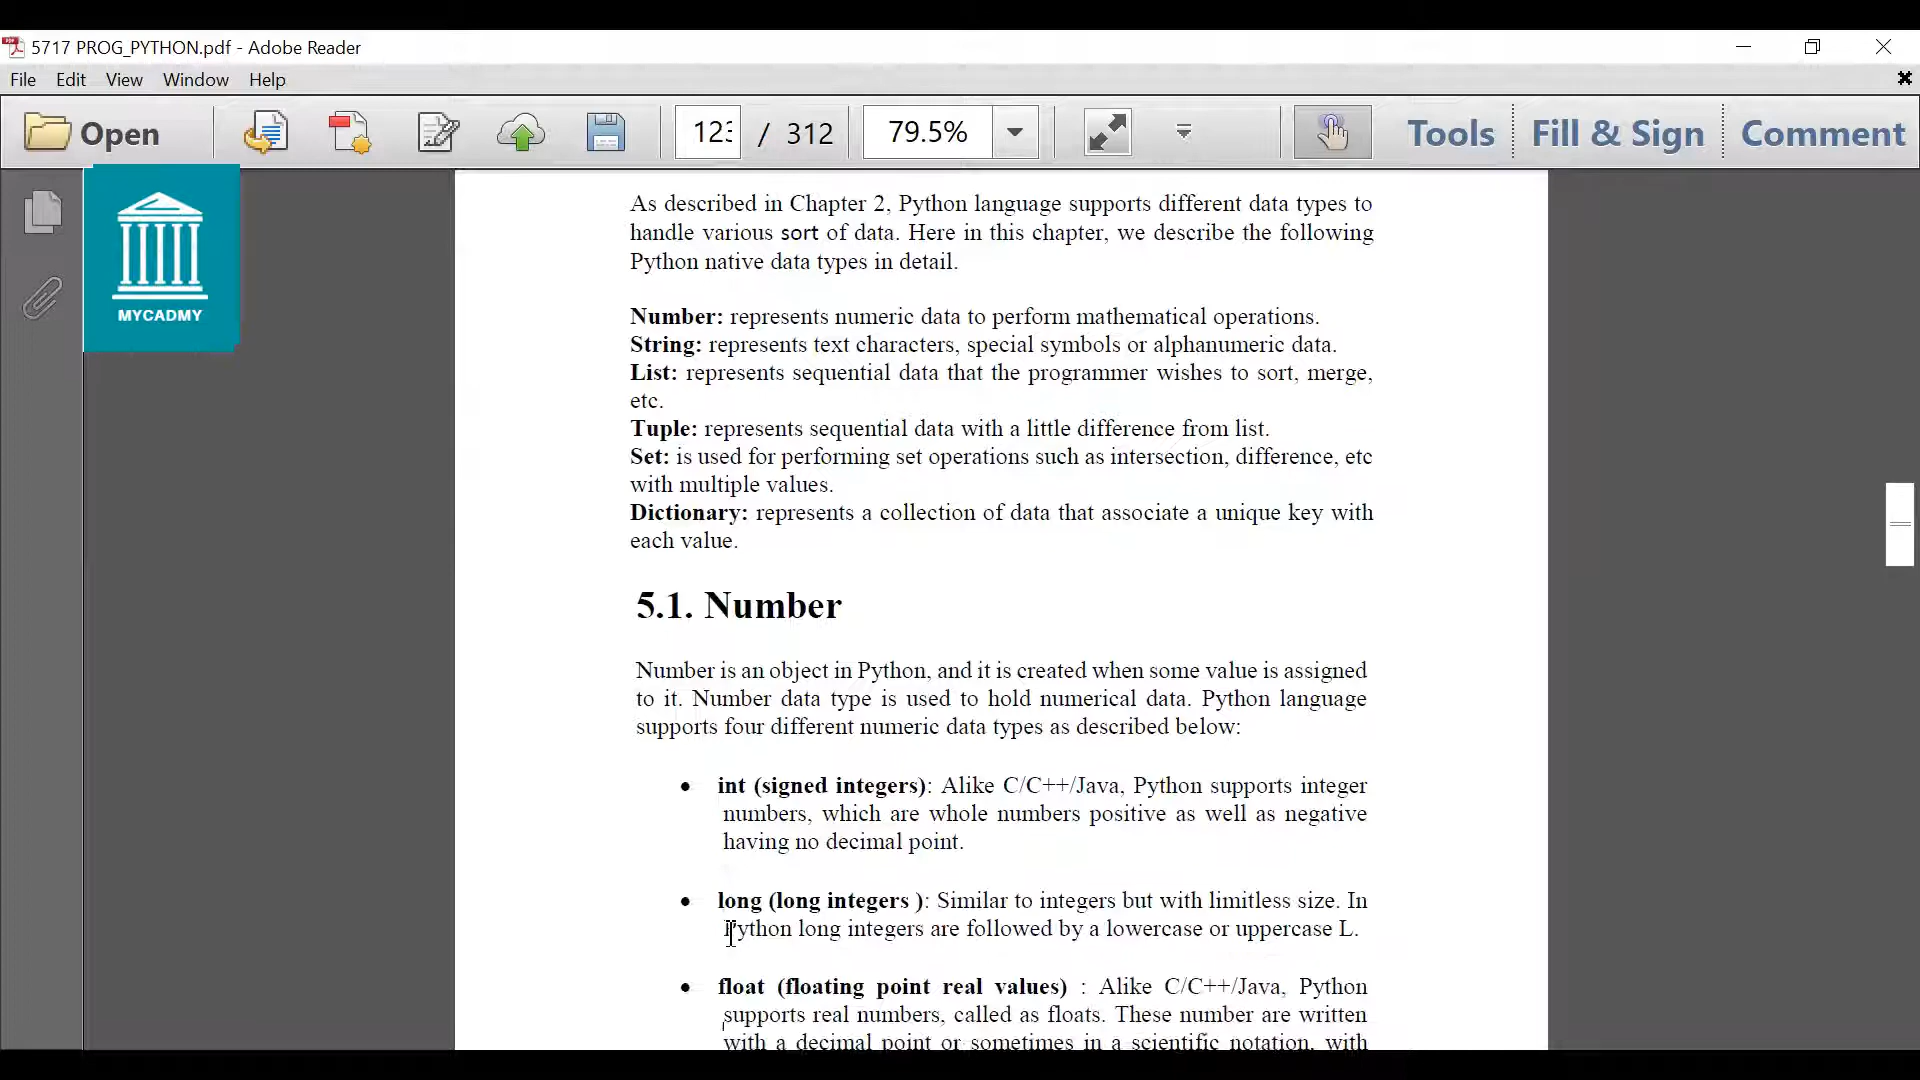 5717 PROG_PYTHON.pdf - Adobe Reader
File Edit View Window Help
Open 123 / 312 79.5% Tools Fill & Sign Comment
MYCADMY
As described in Chapter 2, Python language supports different data types to
handle various sort of data. Here in this chapter, we describe the following
Python native data types in detail.
Number: represents numeric data to perform mathematical operations.
String: represents text characters, special symbols or alphanumeric data.
List: represents sequential data that the programmer wishes to sort, merge,
etc.
Tuple: represents sequential data with a little difference from list.
Set: is used for performing set operations such as intersection, difference, etc
with multiple values.
Dictionary: represents a collection of data that associate a unique key with
each value.
5.1. Number
Number is an object in Python, and it is created when some value is assigned
to it. Number data type is used to hold numerical data. Python language
supports four different numeric data types as described below:
• int (signed integers): Alike C/C++/Java, Python supports integer
numbers, which are whole numbers positive as well as negative
having no decimal point.
• long (long integers ): Similar to integers but with limitless size. In
Python long integers are followed by a lowercase or uppercase L.
• float (floating point real values) : Alike C/C++/Java, Python
supports real numbers, called as floats. These number are written
with a decimal point or sometimes in a scientific notation, with